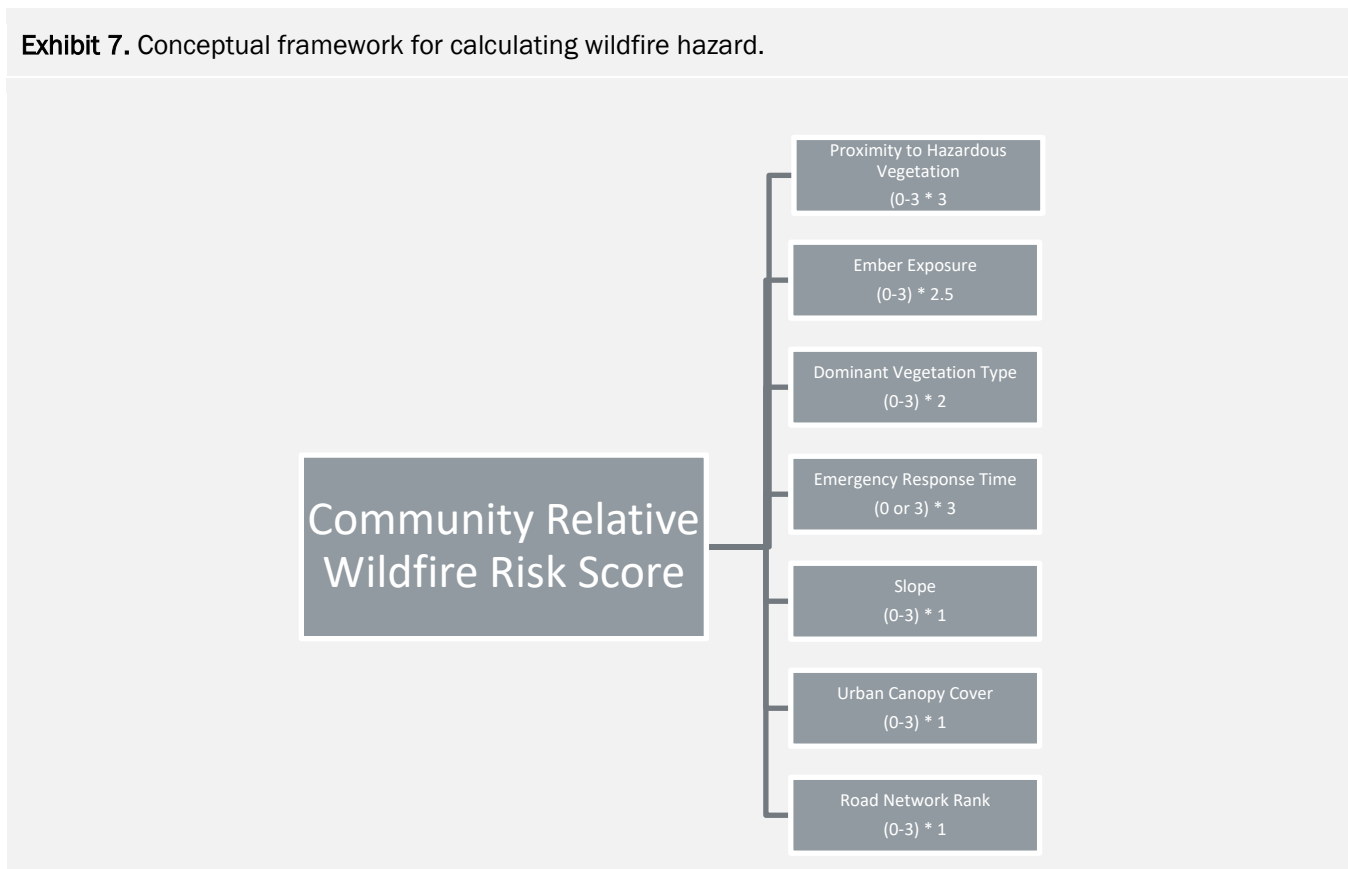 Exhibit 7. Conceptual framework for calculating wildfire hazard.
Community Relative
Wildfire Risk Score
Proximity to Hazardous
Vegetation
(0-3 * 3
Ember Exposure
(0-3) * 2.5
Dominant Vegetation Type
(0-3) * 2
Emergency Response Time
(0 or 3) * 3
Slope
(0-3) * 1
Urban Canopy Cover
(0-3) * 1
Road Network Rank
(0-3) * 1